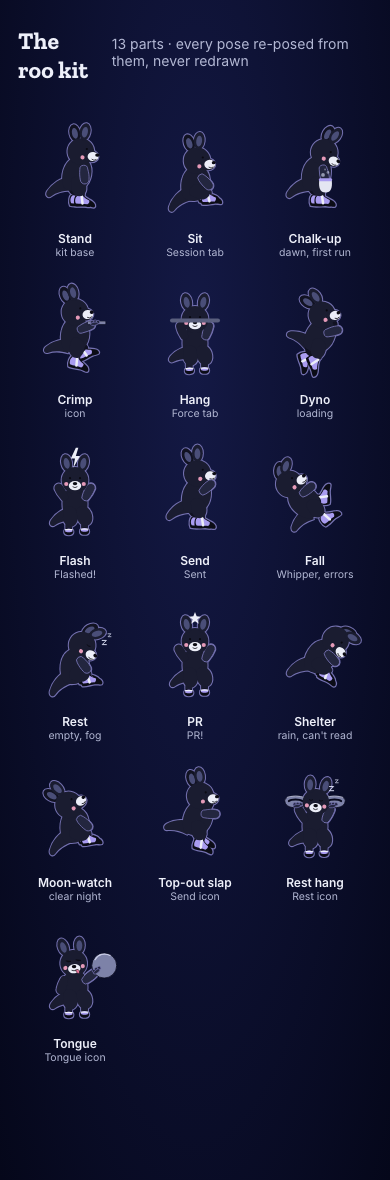 The
roo kit
13 parts · every pose re-posed from
them, never redrawn
Stand
kit base
Sit
Session tab
Chalk-up
dawn, first run
Crimp
icon
Hang
Force tab
Dyno
loading
Flash
Flashed!
Send
Sent
Fall
Whipper, errors
z
z
Rest
empty, fog
PR
PR!
Shelter
rain, can't read
Moon-watch
clear night
Top-out slap
Send icon
z
z
Rest hang
Rest icon
Tongue
Tongue icon